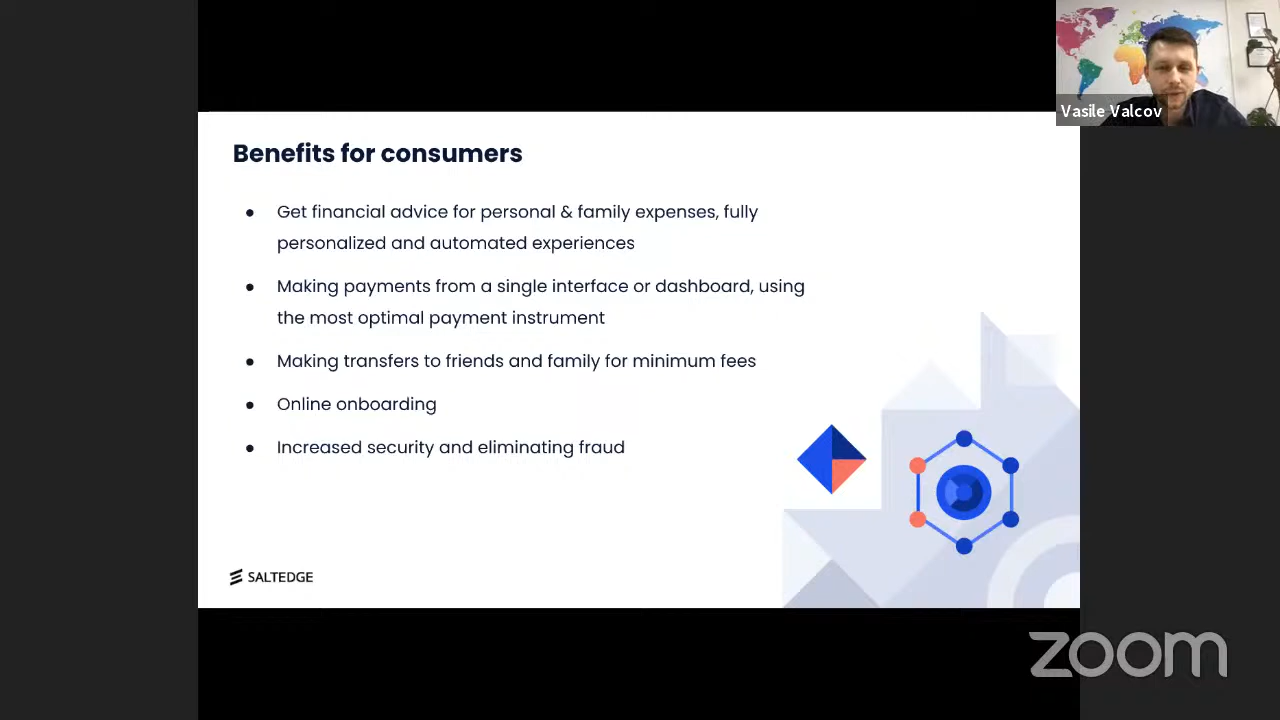 Vasile Valcov
Benefits for consumers
● Get financial advice for personal & family expenses, fully
personalized and automated experiences
● Making payments from a single interface or dashboard, using
the most optimal payment instrument
● Making transfers to friends and family for minimum fees
● Online onboarding
● Increased security and eliminating fraud
SALTEDGE
zoom